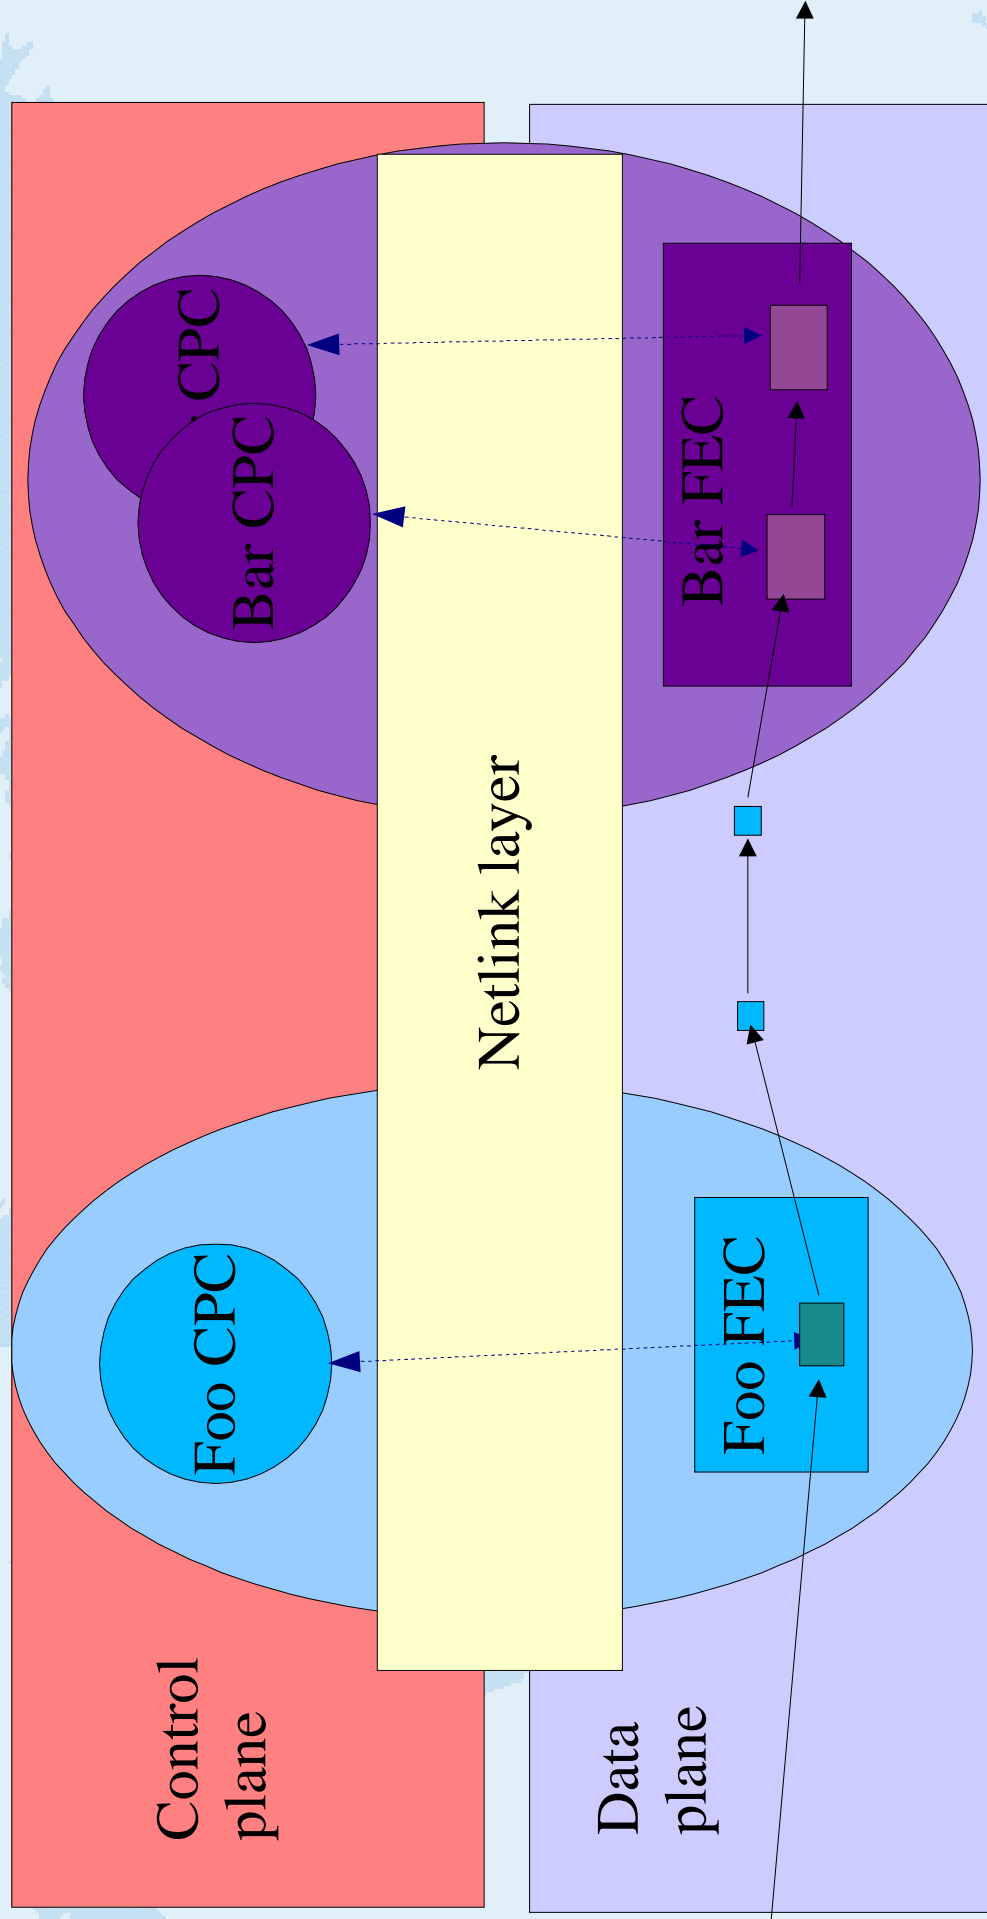 Control
plane
Foo CPC
CPC
Bar CPC
Netlink layer
Data
plane
Foo FEC
Bar FEC